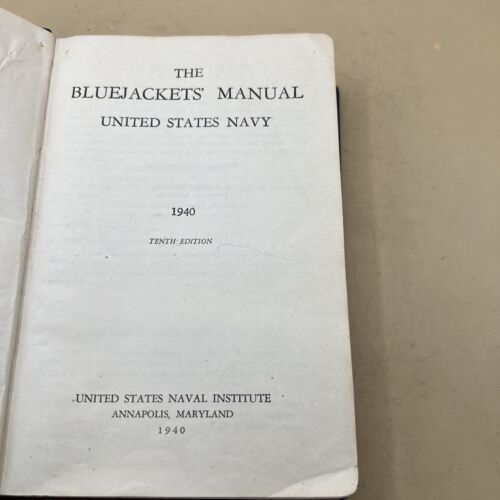 THE
BLUEJACKETS' MANUAL
UNITED STATES NAVY
1940
TENTH EDITION
UNITED STATES NAVAL INSTITUTE
ANNAPOLIS, MARYLAND
1940